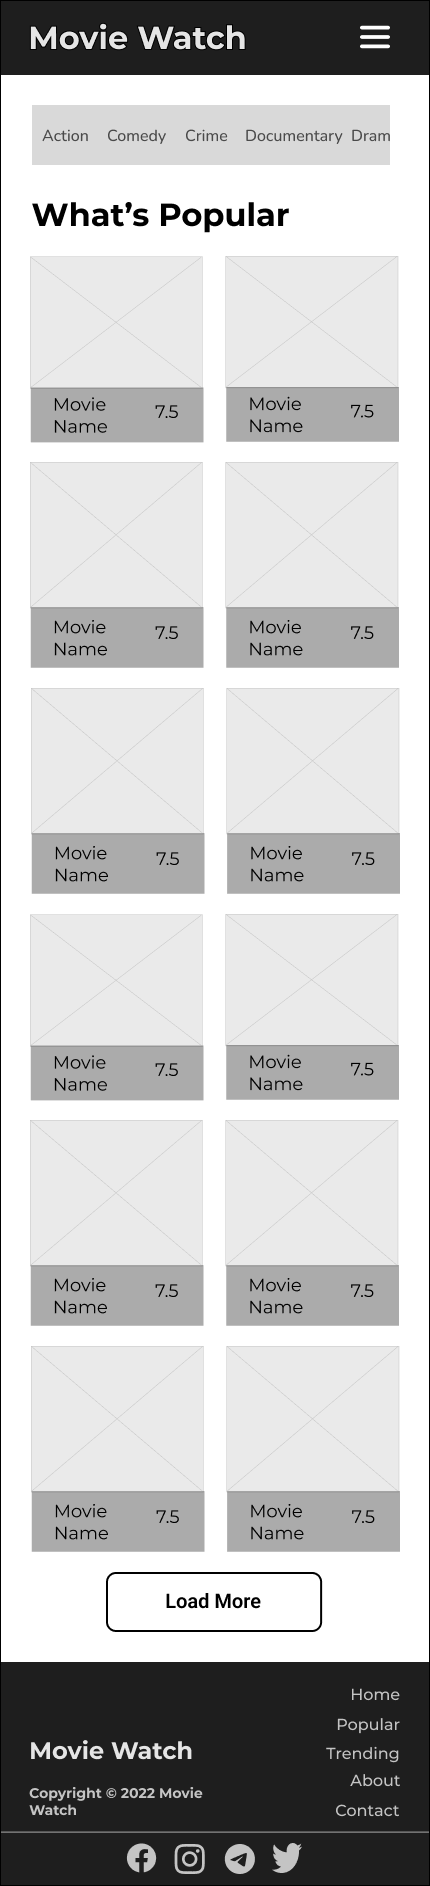 Movie Watch
Action Comedy Crime Documentary Dram
What's Popular
Movie Name 7.5
Movie Name 7.5
Movie Name 7.5
Movie Name 7.5
Movie Name 7.5
Movie Name 7.5
Movie Name 7.5
Movie Name 7.5
Movie Name 7.5
Movie Name 7.5
Movie Name 7.5
Movie Name 7.5
Load More
Home
Popular
Trending
About
Contact
Movie Watch
Copyright © 2022 Movie
Watch